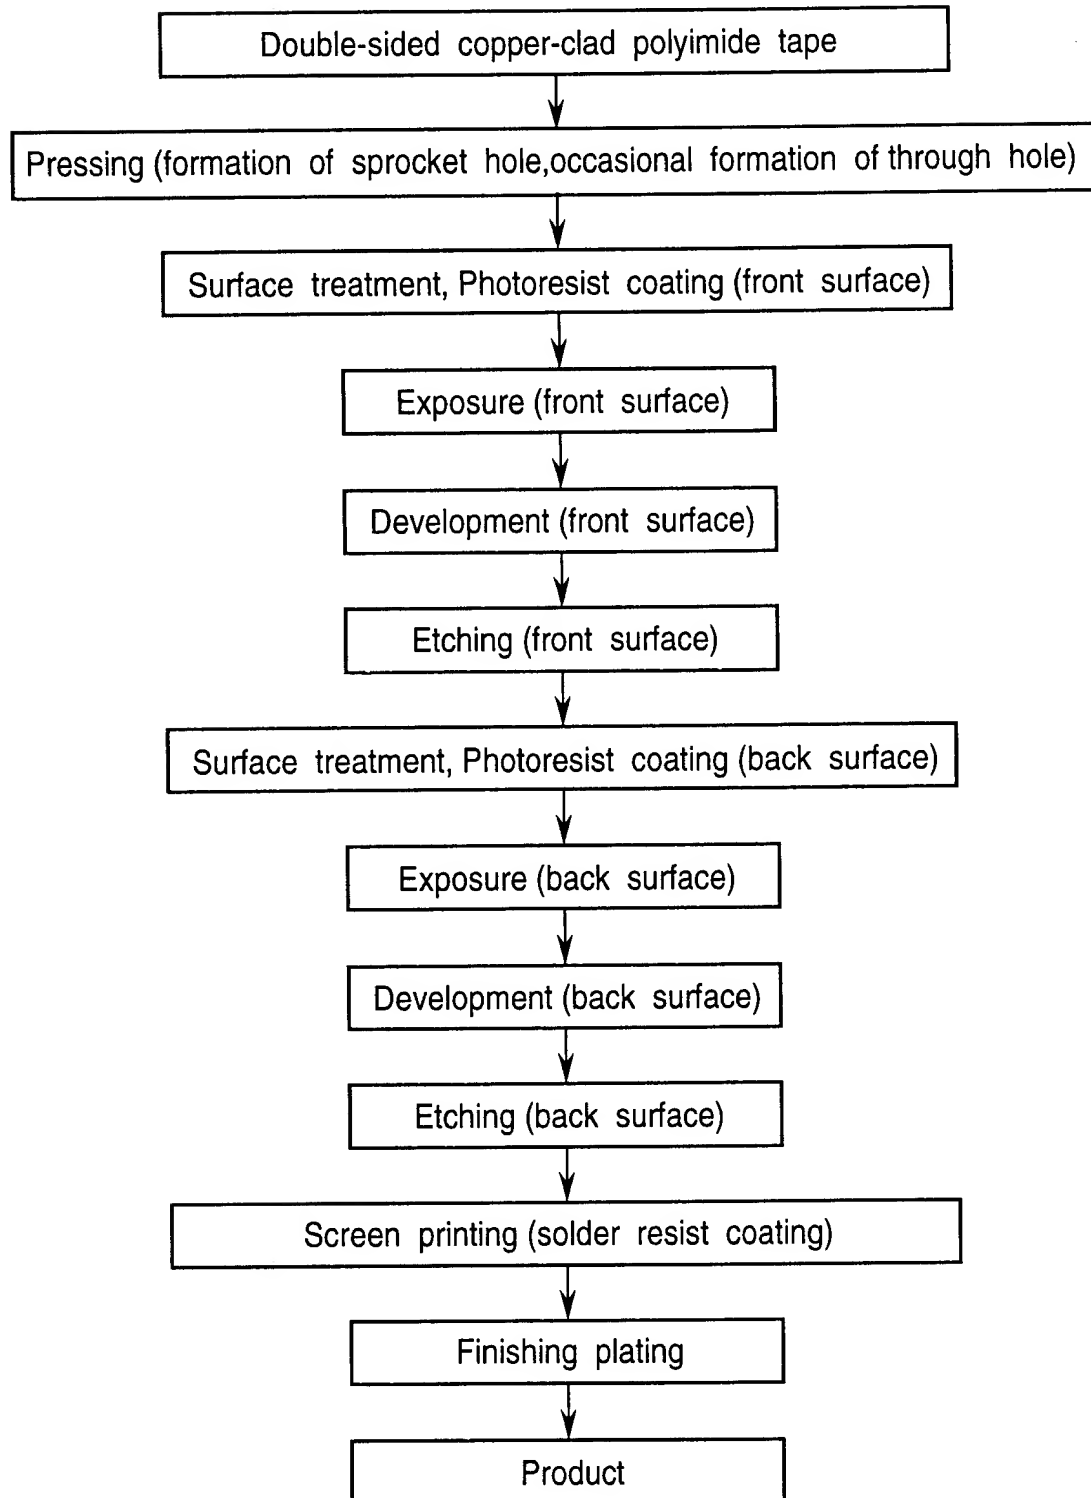 Double-sided copper-clad polyimide tape
Pressing (formation of sprocket hole,occasional formation of through hole)
Surface treatment, Photoresist coating (front surface)
Exposure (front surface)
Development (front surface)
Etching (front surface)
Surface treatment, Photoresist coating (back surface)
Exposure (back surface)
Development (back surface)
Etching (back surface)
Screen printing (solder resist coating)
Finishing plating
Product